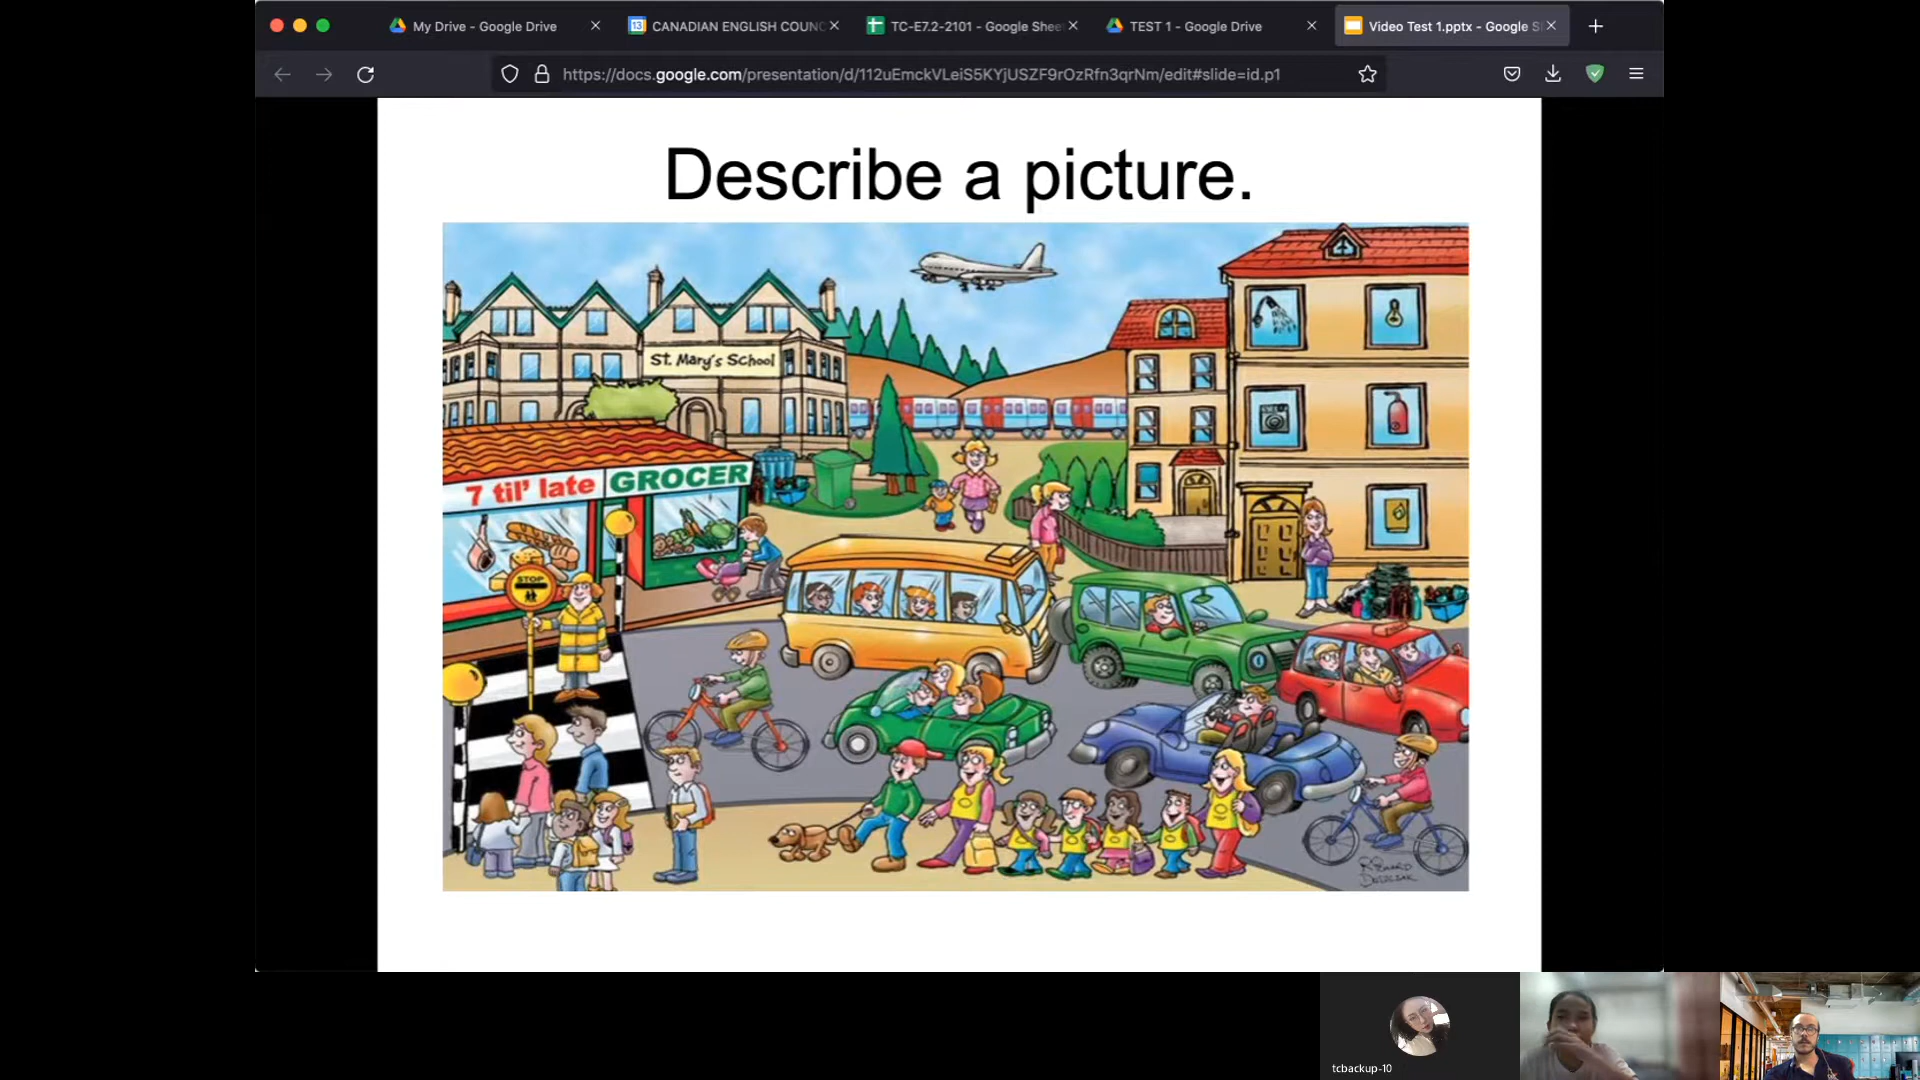 My Drive - Google Drive
CANADIAN ENGLISH COUNC
TC-E7.2-2101 - Google Shee
TEST 1 - Google Drive
Video Test 1.pptx - Google S
https://docs.google.com/presentation/d/112uEmckVLeiS5KYjUSZF9rOzRfn3qrNm/edit#slide=id.p1
Describe a picture.
St. Mary's School
7 til' late GROCER
STOP
tcbackup-10